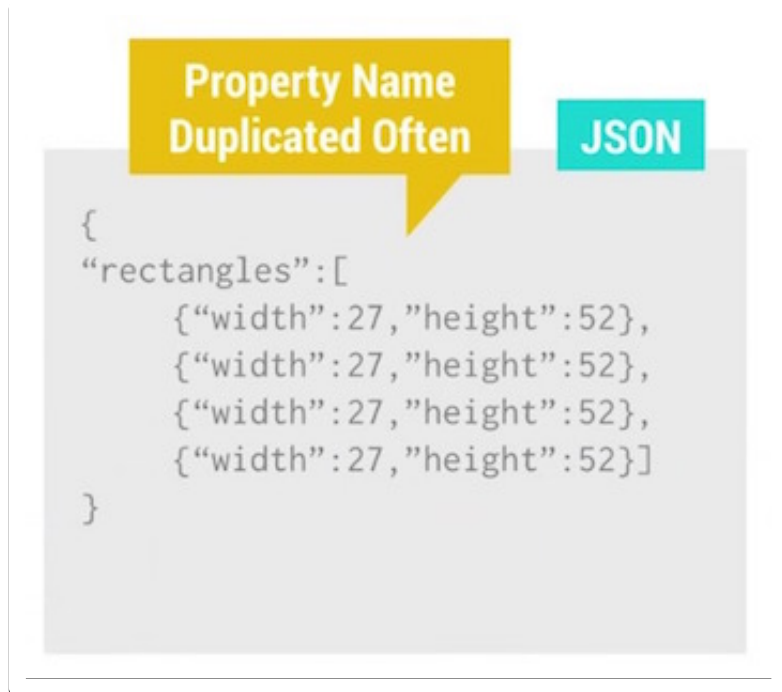 Property Name
Duplicated Often
JSON
{
“rectangles”:[
{“width”:27,”height”:52},
{“width”:27,”height”:52},
{“width”:27,”height”:52},
{“width”:27,”height”:52}]
}